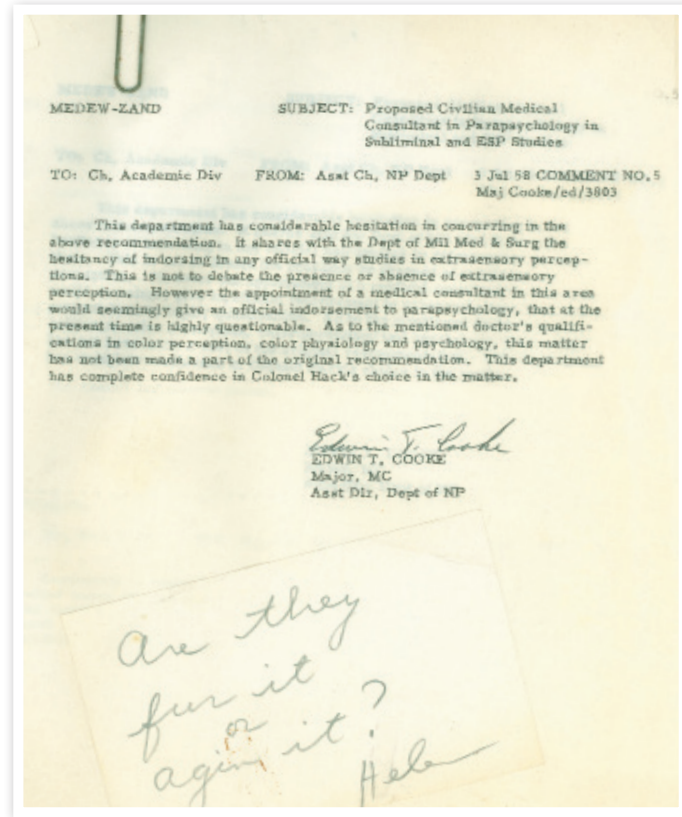 MEDEW-ZAND SUBJECT: Proposed Civilian Medical
Consultant in Parapsychology in
Subliminal and ESP Studies
TO: Ch, Academic Div FROM: Asst Ch, NP Dept 3 Jul 58 COMMENT NO. 5
Maj Cooke/ed/3803
This department has considerable hesitation in concurring in the
above recommendation. It shares with the Dept of Mil Med & Surg the
hesitancy of indorsing in any official way studies in extrasensory percep-
tions. This is not to debate the presence or absence of extrasensory
perception. However the appointment of a medical consultant in this area
would seemingly give an official indorsement to parapsychology, that at the
present time is highly questionable. As to the mentioned doctor's qualifi-
cations in color perception, color physiology and psychology, this matter
has not been made a part of the original recommendation. This department
has complete confidence in Colonel Hack's choice in the matter.
Edwin T. Cooke
EDWIN T. COOKE
Major, MC
Asst Dir, Dept of NP
Are they
fur it
or
agin it?
Helen